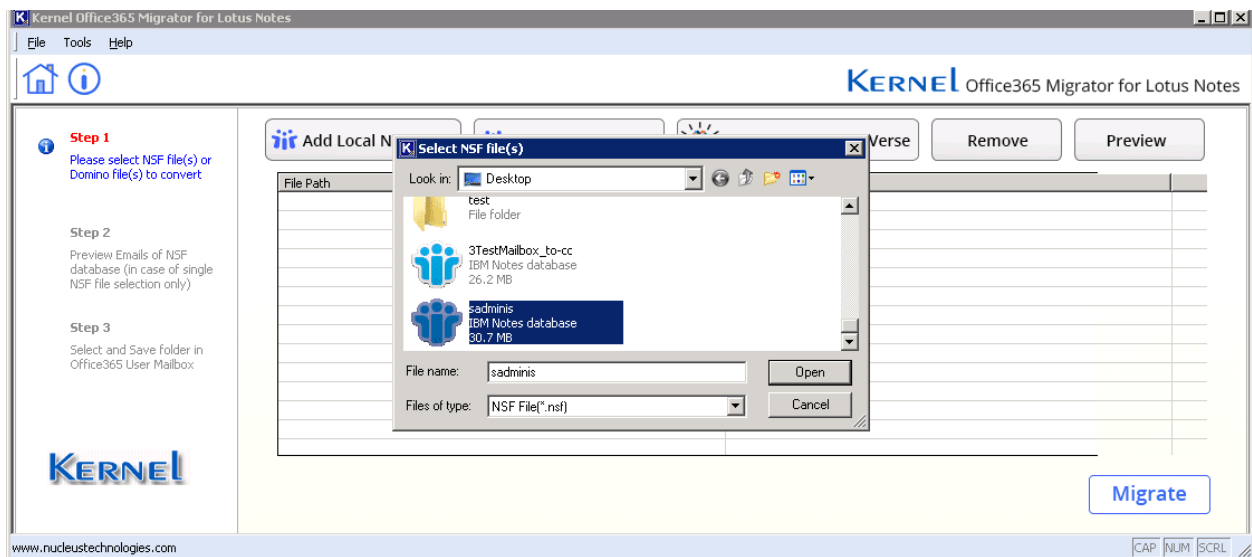 Kernel Office365 Migrator for Lotus Notes
File Tools Help
KERNEL Office365 Migrator for Lotus Notes
Step 1
Please select NSF file(s) or
Domino file(s) to convert
Step 2
Preview Emails of NSF
database (in case of single
NSF file selection only)
Step 3
Select and Save folder in
Office365 User Mailbox
KERNEL
Add Local N
Verse
Remove
Preview
File Path
Select NSF file(s)
Look in: Desktop
test
File folder
3TestMailbox_to-cc
IBM Notes database
26.2 MB
sadminis
IBM Notes database
30.7 MB
File name: sadminis
Open
Files of type: NSF File(*.nsf)
Cancel
Migrate
www.nucleustechnologies.com
CAP NUM SCRL